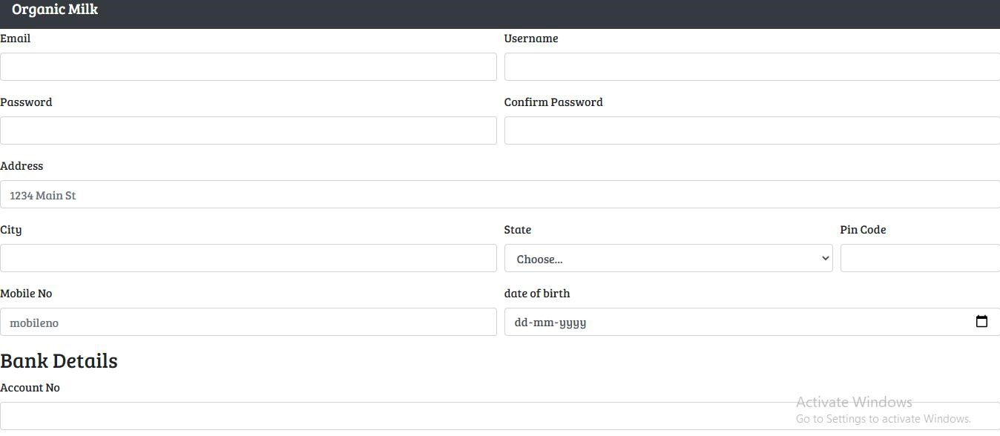 Organic Milk
Email Username
Password Confirm Password
Address
1234 Main St
City State Pin Code
Choose...
Mobile No date of birth
mobileno dd-mm-yyyy
Bank Details
Account No
Activate Windows
Go to Settings to activate Windows.